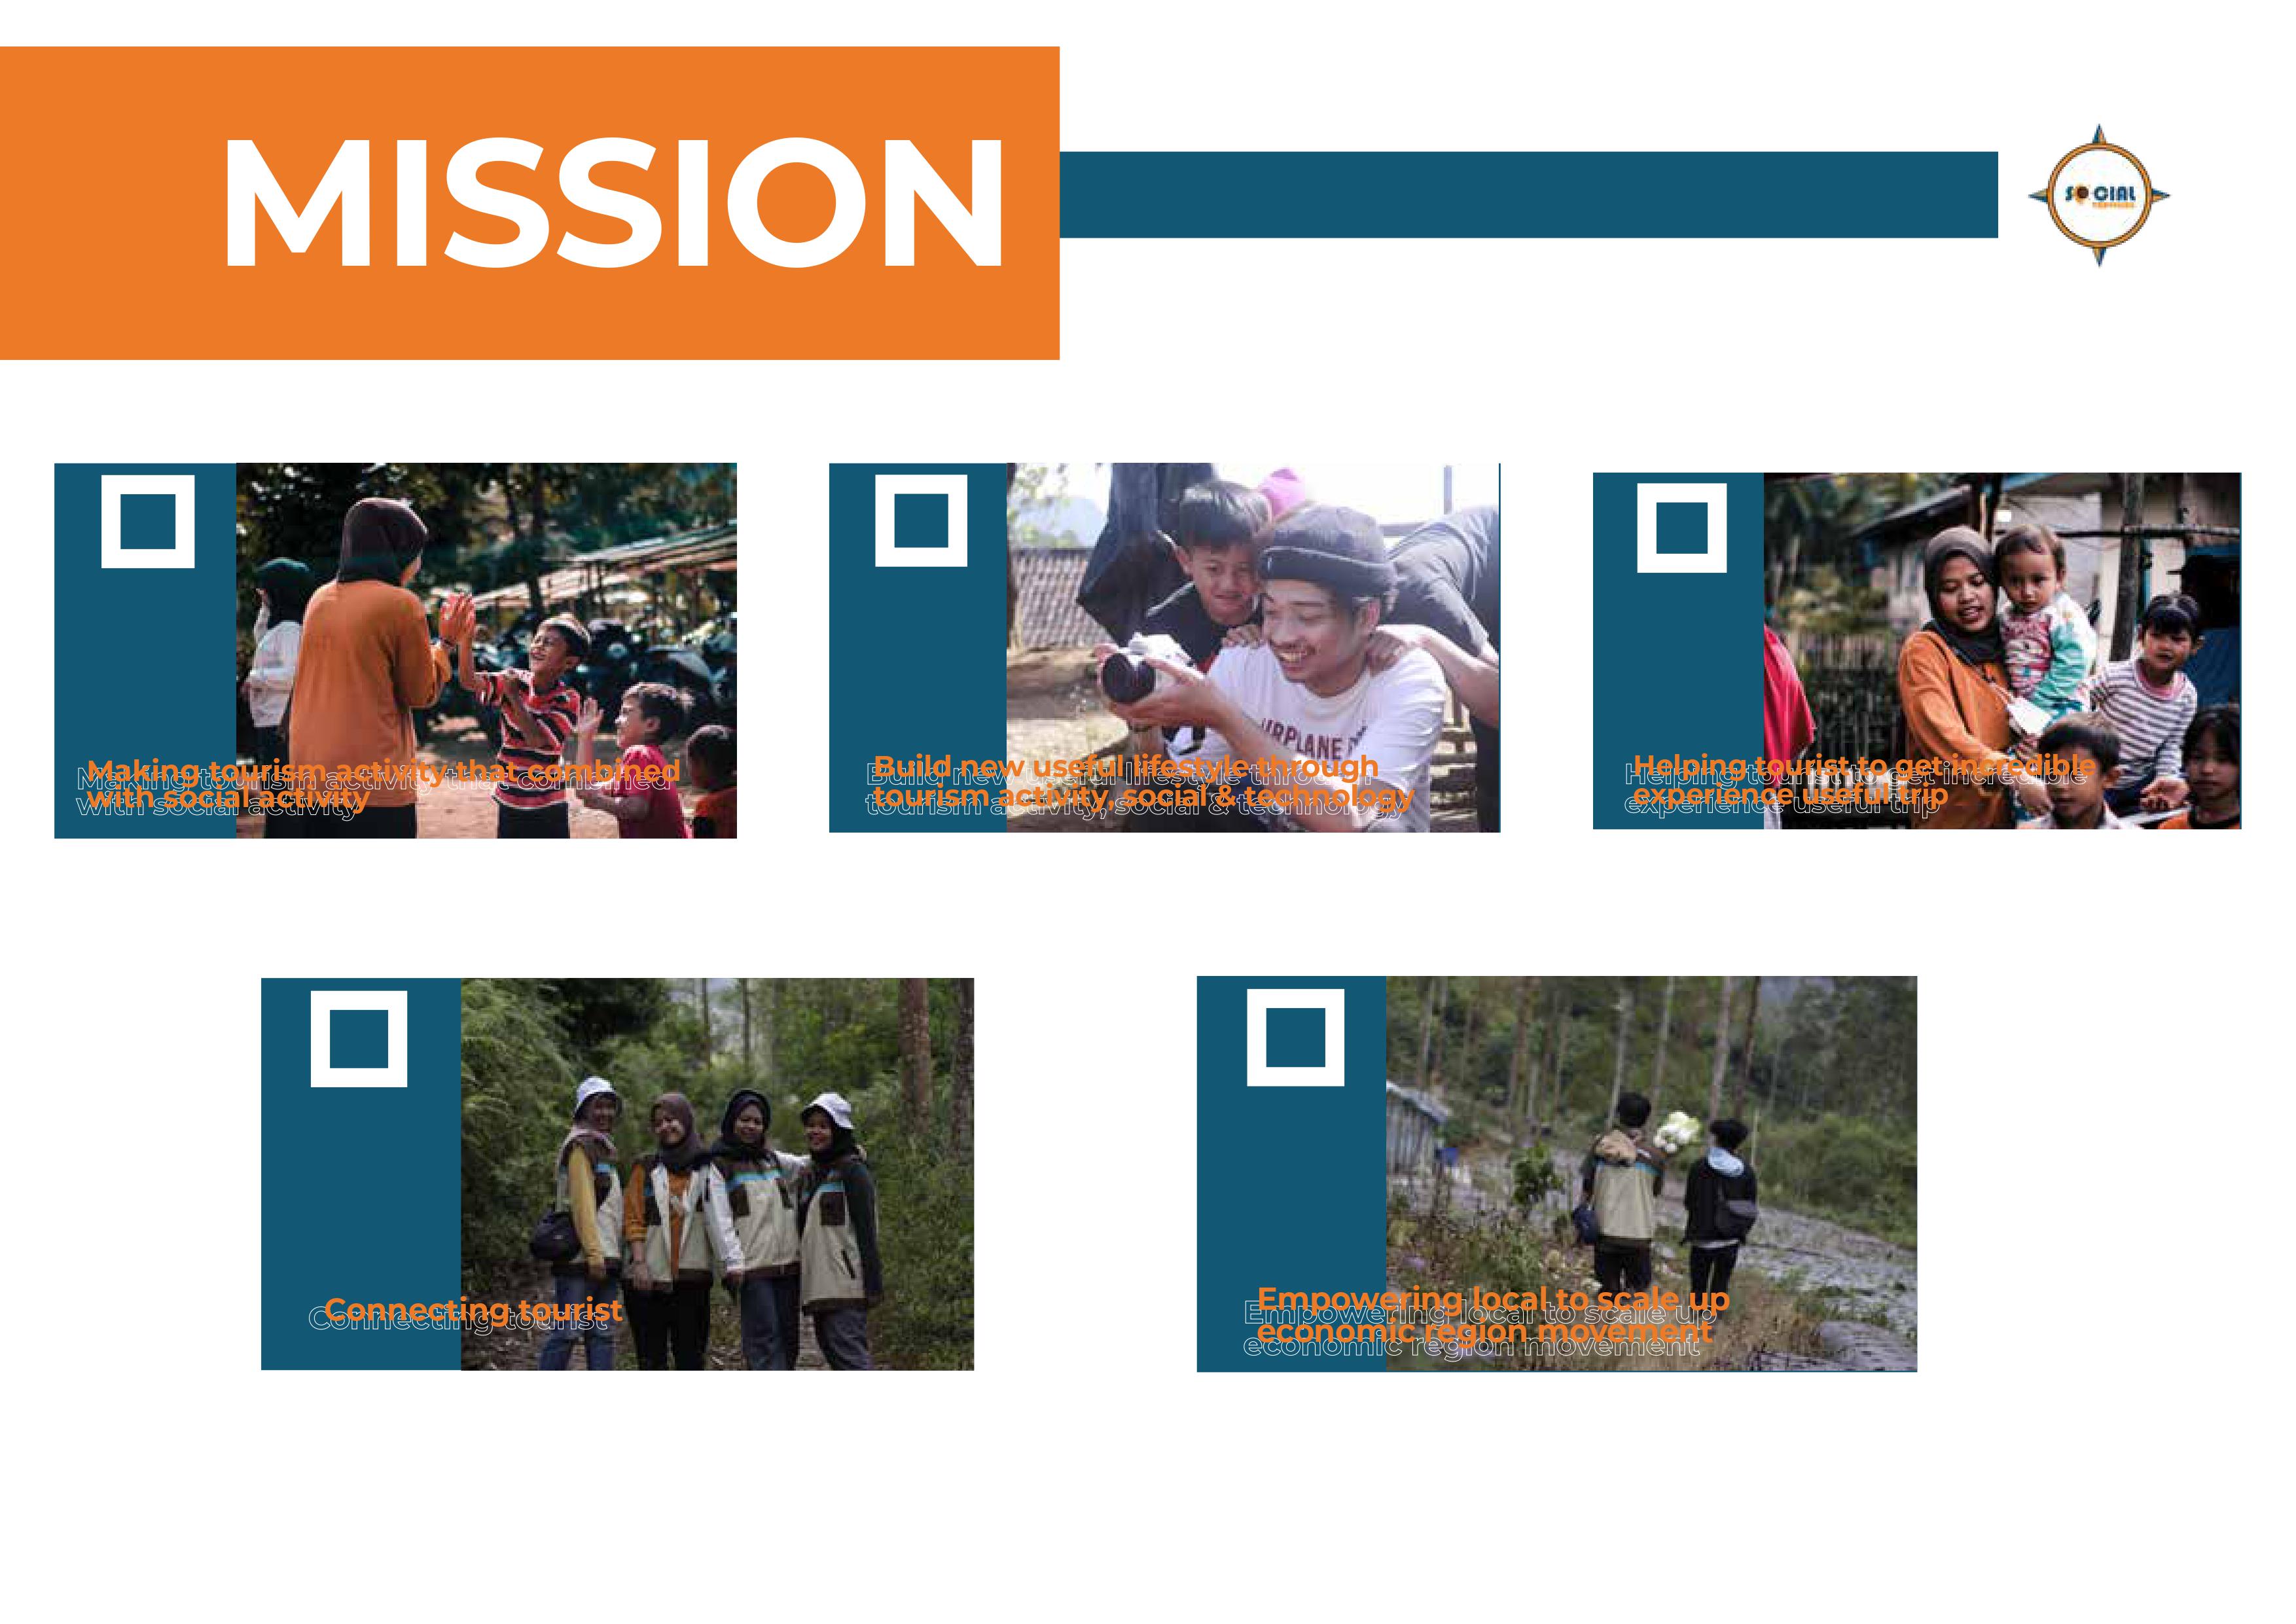 MISSION
SOCIAL
Making tourism activity that combined
with social activity
Build new useful lifestyle through
tourism activity, social & technology
Helping tourist to get incredible
experience useful trip
AIRPLANE
Connecting tourist
Empowering local to scale up
economic region movement